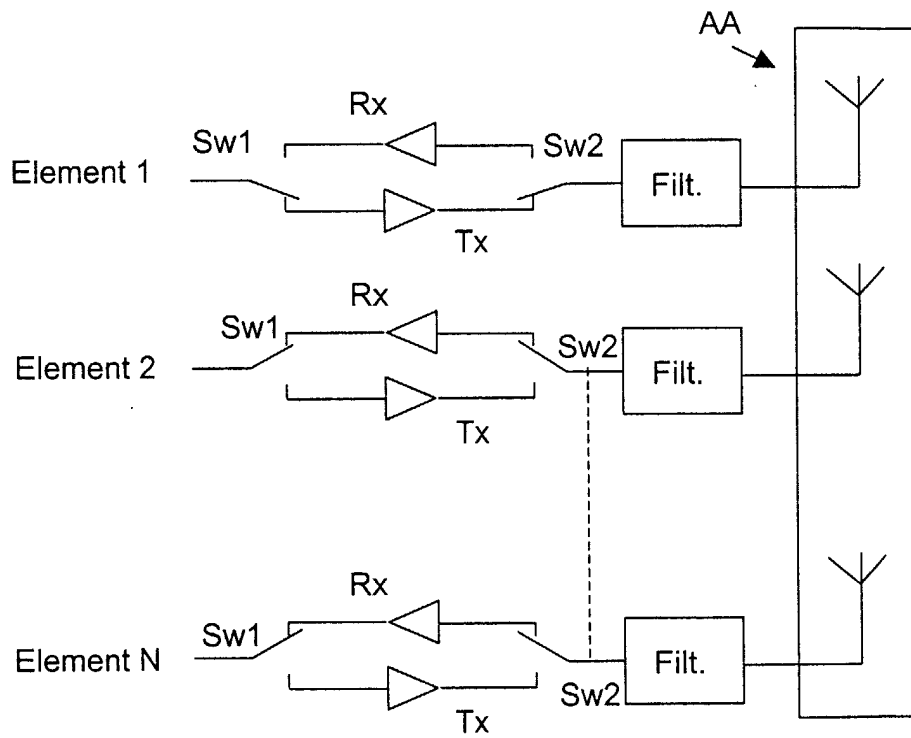 AA
Rx
Sw1
Sw2
Element 1
Filt.
Tx
Rx
Sw1
Sw2
Element 2
Filt.
Tx
Rx
Sw1
Element N
Filt.
Sw2
Tx